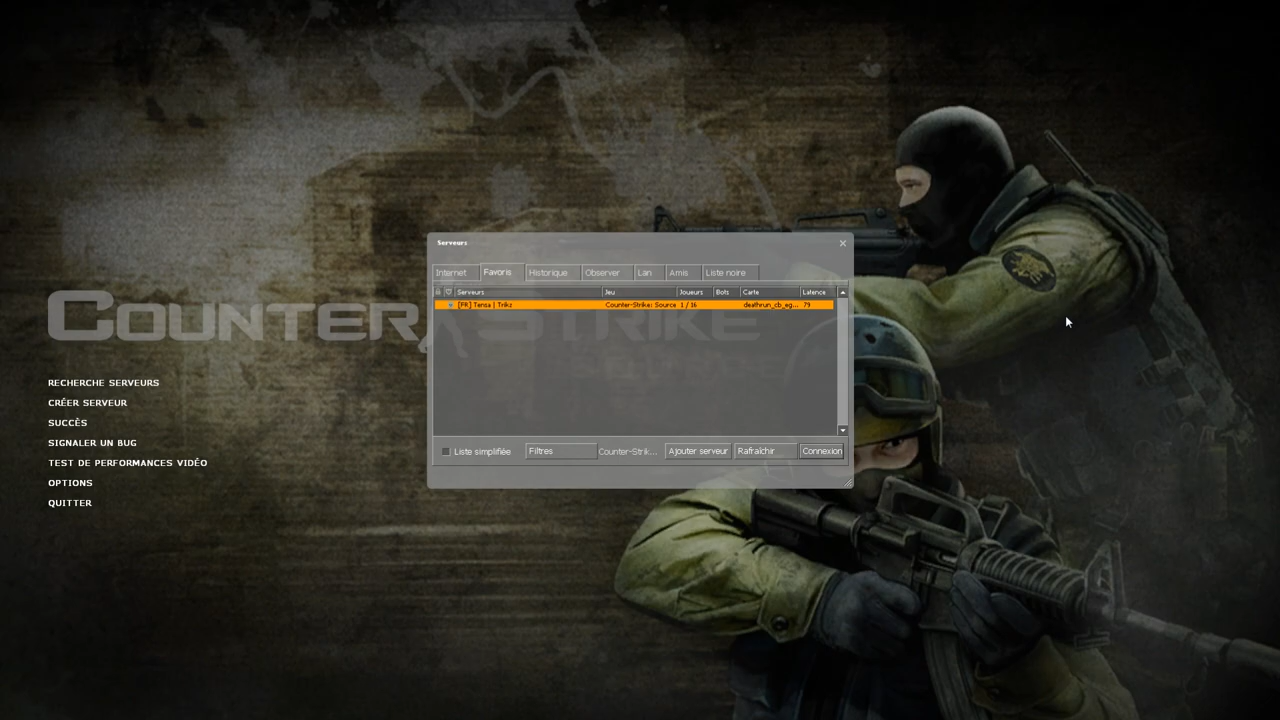 Serveurs
Internet Favoris Historique Observer Lan Amis Liste noire
Serveurs Jeu Joueurs Bots Carte Latence
[FR] Tensa | Trikz Counter-Strike: Source 1 / 16 deathrun_cb_eg... 79
COUNTER STRIKE
RECHERCHE SERVEURS
CRÉER SERVEUR
SUCCÈS
SIGNALER UN BUG
TEST DE PERFORMANCES VIDÉO
OPTIONS
QUITTER
Liste simplifiée Filtres Counter-Strik... Ajouter serveur Rafraîchir Connexion